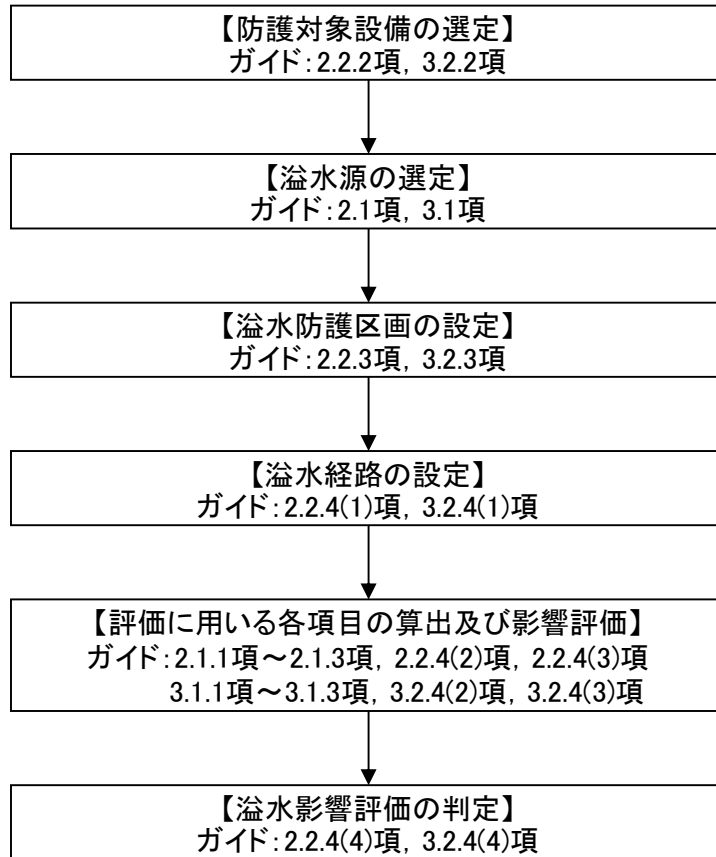 【防護対象設備の選定】
ガイド：2.2.2項，3.2.2項
【溢水源の選定】
ガイド：2.1項，3.1項
【溢水防護区画の設定】
ガイド：2.2.3項，3.2.3項
【溢水経路の設定】
ガイド：2.2.4(1)項，3.2.4(1)項
【評価に用いる各項目の算出及び影響評価】
ガイド：2.1.1項～2.1.3項，2.2.4(2)項，2.2.4(3)項
3.1.1項～3.1.3項，3.2.4(2)項，3.2.4(3)項
【溢水影響評価の判定】
ガイド：2.2.4(4)項，3.2.4(4)項